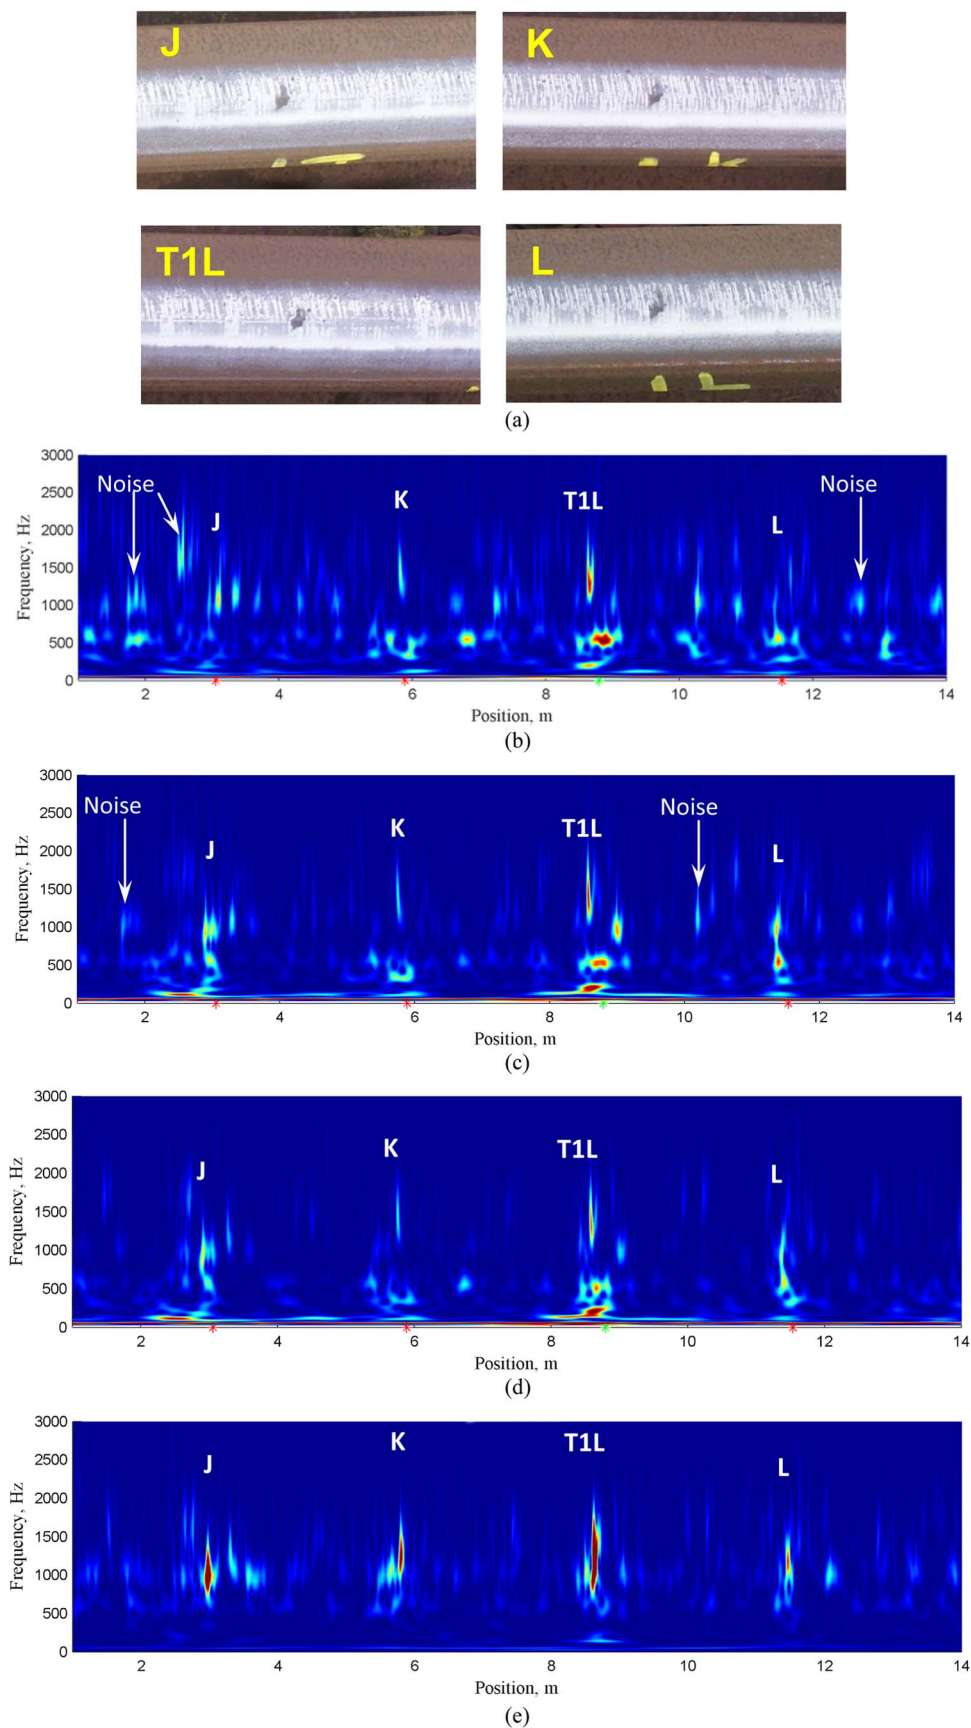 J
K
T1L
L
(a)
3000
2500
2000
1500
1000
500
0
Frequency, Hz
Noise
J
K
T1L
L
Noise
2
4
6
8
10
12
14
Position, m
(b)
3000
2500
2000
1500
1000
500
0
Frequency, Hz
Noise
J
K
T1L
Noise
L
2
4
6
8
10
12
14
Position, m
(c)
3000
2500
2000
1500
1000
500
0
Frequency, Hz
J
K
T1L
L
2
4
6
8
10
12
14
Position, m
(d)
3000
2500
2000
1500
1000
500
0
Frequency, Hz
J
K
T1L
L
2
4
6
8
10
12
14
Position, m
(e)